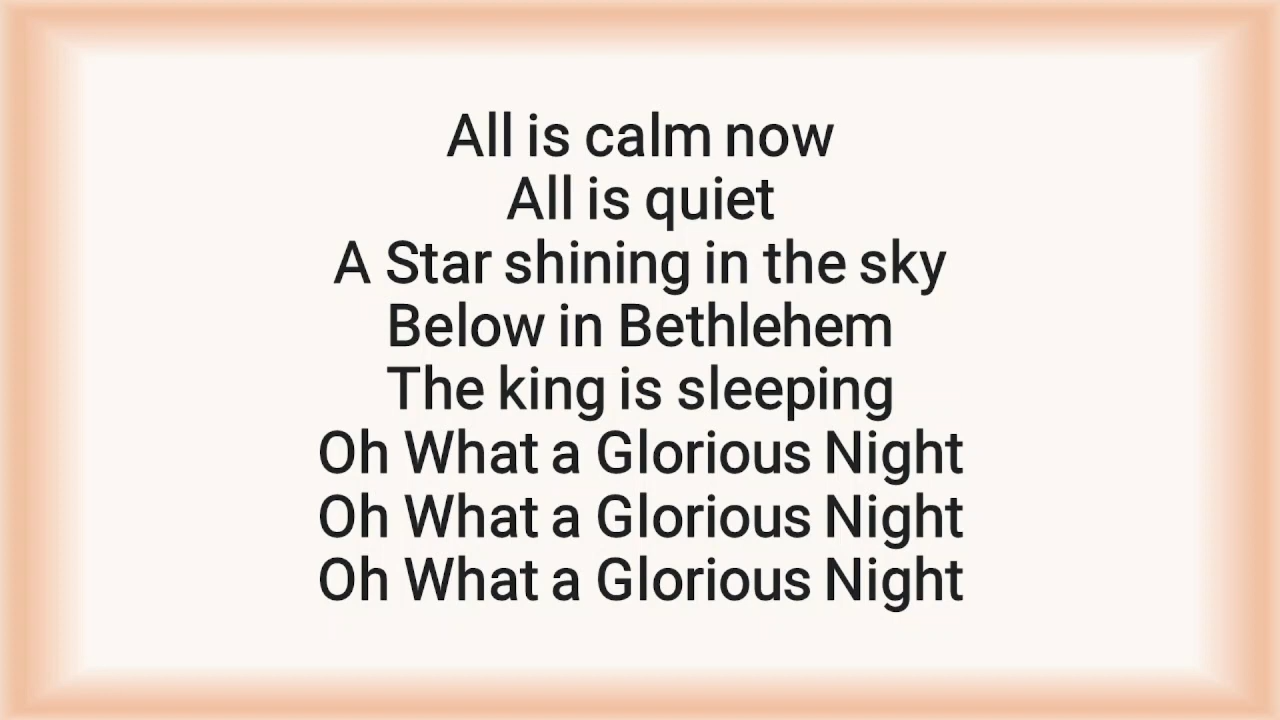 All is calm now
All is quiet
A Star shining in the sky
Below in Bethlehem
The king is sleeping
Oh What a Glorious Night
Oh What a Glorious Night
Oh What a Glorious Night